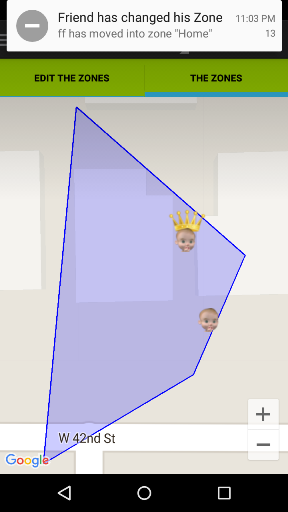 Friend has changed his Zone 11:03 PM
ff has moved into zone "Home" 13
EDIT THE ZONES THE ZONES
W 42nd St
Google